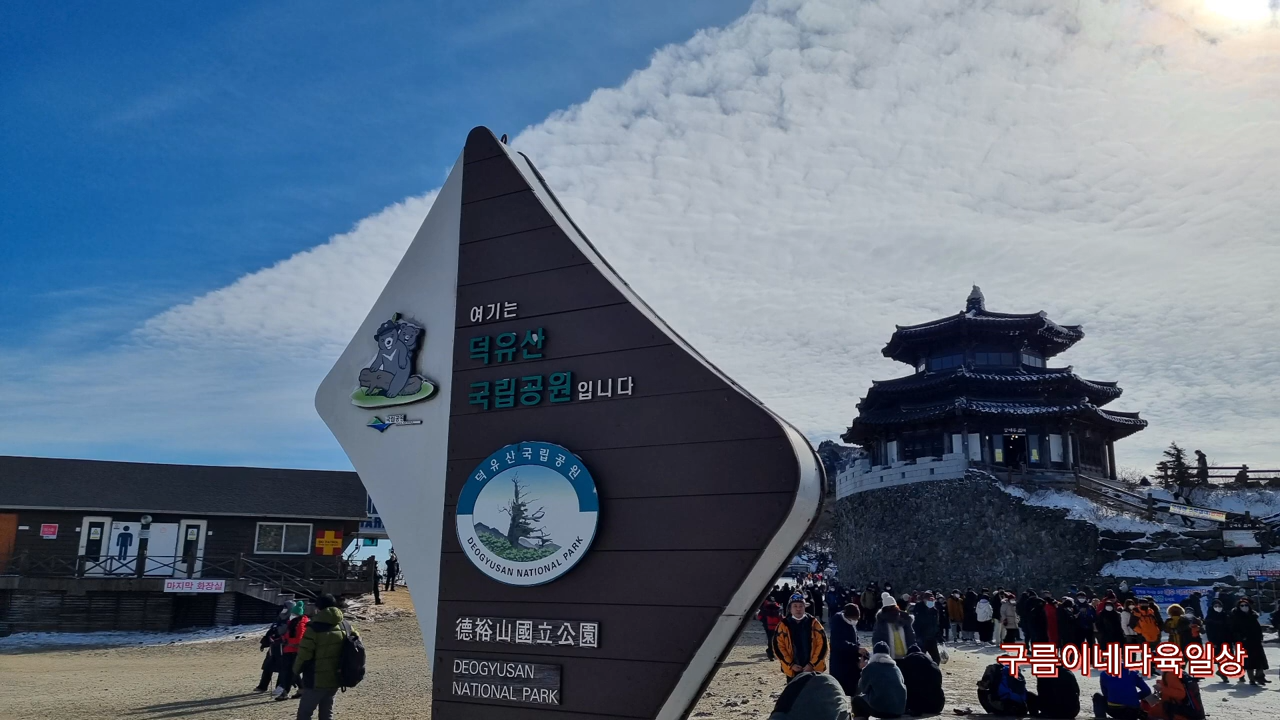 여기는
덕유산
국립공원입니다
덕유산국립공원
DEOGYUSAN NATIONAL PARK
德裕山國立公園
DEOGYUSAN
NATIONAL PARK
마지막 화장실
구름이네다육일상